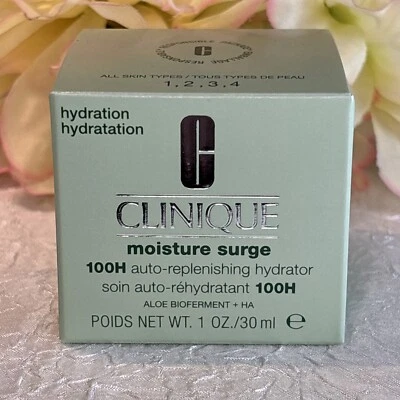 ALL SKIN TYPES / TOUS TYPES DE PEAU
1, 2, 3, 4
hydration
hydratation
C
CLINIQUE
moisture surge
100H auto-replenishing hydrator
soin auto-réhydratant 100H
ALOE BIOFERMENT + HA
POIDS NET WT. 1 OZ./30 ml ℮